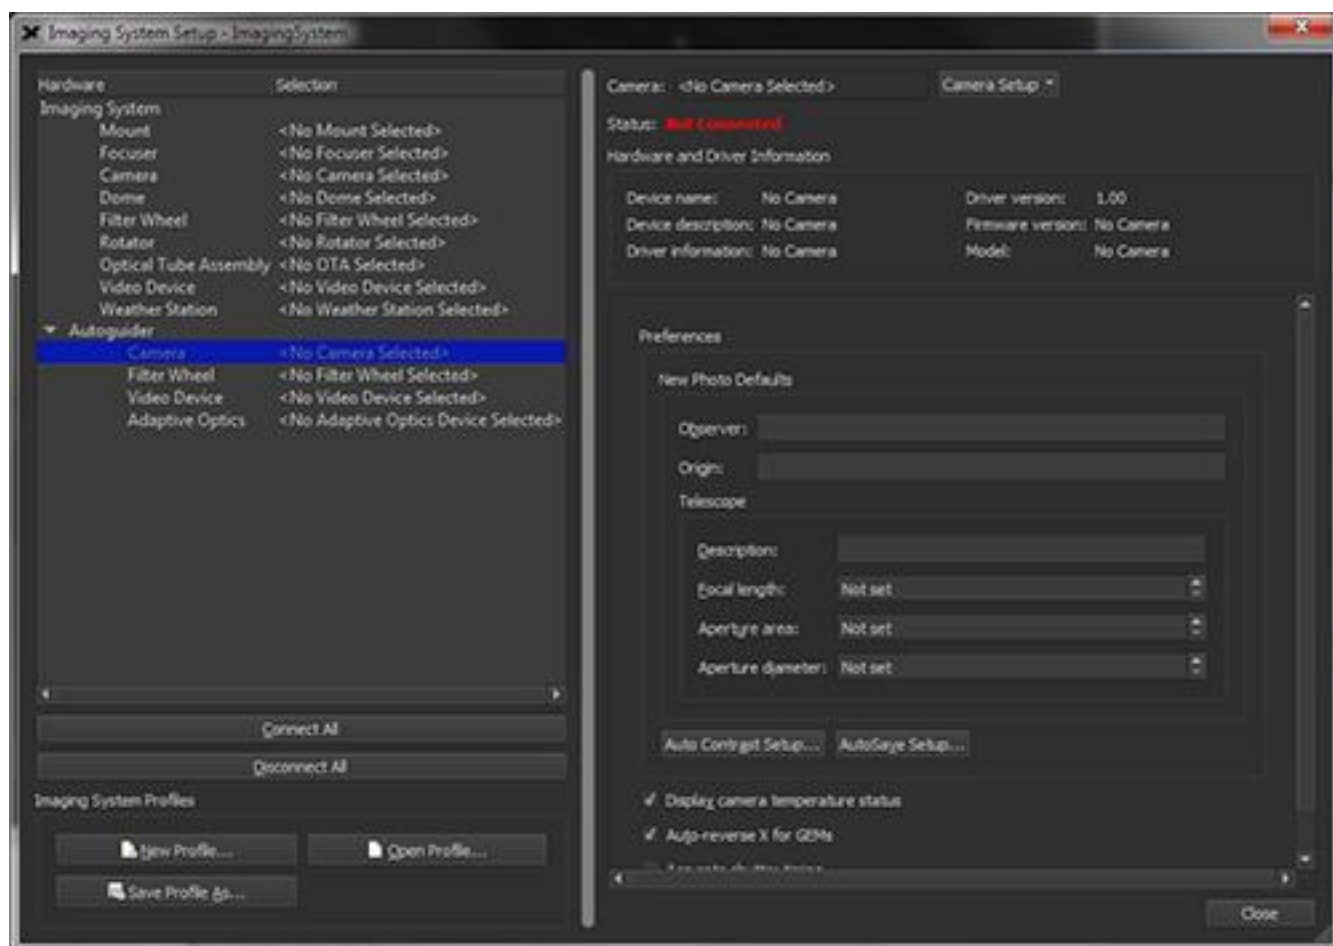 Imaging System Setup - ImagingSystem
Hardware Selection
Imaging System
Mount <No Mount Selected>
Focuser <No Focuser Selected>
Camera <No Camera Selected>
Dome <No Dome Selected>
Filter Wheel <No Filter Wheel Selected>
Rotator <No Rotator Selected>
Optical Tube Assembly <No OTA Selected>
Video Device <No Video Device Selected>
Weather Station <No Weather Station Selected>
Autoguider
Camera <No Camera Selected>
Filter Wheel <No Filter Wheel Selected>
Video Device <No Video Device Selected>
Adaptive Optics <No Adaptive Optics Device Selected>
Connect All
Disconnect All
Imaging System Profiles
New Profile...
Open Profile...
Save Profile As...
Camera: <No Camera Selected>
Camera Setup
Status: Not Connected
Hardware and Driver Information
Device name: No Camera
Driver version: 1.00
Device description: No Camera
Firmware version: No Camera
Driver information: No Camera
Model: No Camera
Preferences
New Photo Defaults
Observer:
Origin:
Telescope
Description:
Focal length: Not set
Aperture area: Not set
Aperture diameter: Not set
Auto Contrast Setup...
AutoSave Setup...
Display camera temperature status
Auto-reverse X for GEMs
Close